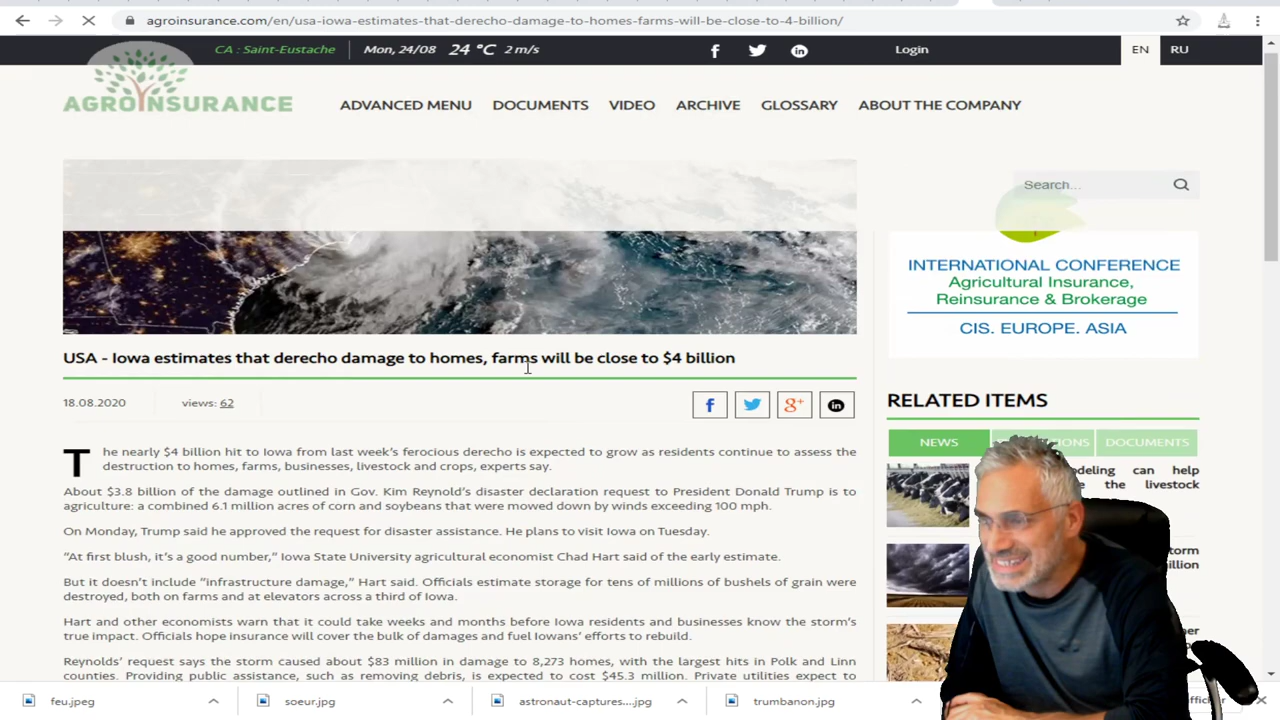 agroinsurance.com/en/usa-iowa-estimates-that-derecho-damage-to-homes-farms-will-be-close-to-4-billion/
CA : Saint-Eustache Mon, 24/08 24 °C 2 m/s Login EN RU
AGROINSURANCE
ADVANCED MENU DOCUMENTS VIDEO ARCHIVE GLOSSARY ABOUT THE COMPANY
Search...
INTERNATIONAL CONFERENCE
Agricultural Insurance,
Reinsurance & Brokerage
CIS. EUROPE. ASIA
USA - Iowa estimates that derecho damage to homes, farms will be close to $4 billion
18.08.2020 views: 62
The nearly $4 billion hit to Iowa from last week's ferocious derecho is expected to grow as residents continue to assess the
destruction to homes, farms, businesses, livestock and crops, experts say.
About $3.8 billion of the damage outlined in Gov. Kim Reynold's disaster declaration request to President Donald Trump is to
agriculture: a combined 6.1 million acres of corn and soybeans that were mowed down by winds exceeding 100 mph.
On Monday, Trump said he approved the request for disaster assistance. He plans to visit Iowa on Tuesday.
“At first blush, it's a good number,” Iowa State University agricultural economist Chad Hart said of the early estimate.
But it doesn't include “infrastructure damage,” Hart said. Officials estimate storage for tens of millions of bushels of grain were
destroyed, both on farms and at elevators across a third of Iowa.
Hart and other economists warn that it could take weeks and months before Iowa residents and businesses know the storm's
true impact. Officials hope insurance will cover the bulk of damages and fuel Iowans' efforts to rebuild.
Reynolds' request says the storm caused about $83 million in damage to 8,273 homes, with the largest hits in Polk and Linn
counties. Providing public assistance, such as removing debris, is expected to cost $45.3 million. Private utilities expect to
RELATED ITEMS
NEWS DOCUMENTS
can help
the livestock
feu.jpeg soeur.jpg astronaut-captures....jpg trumbanon.jpg